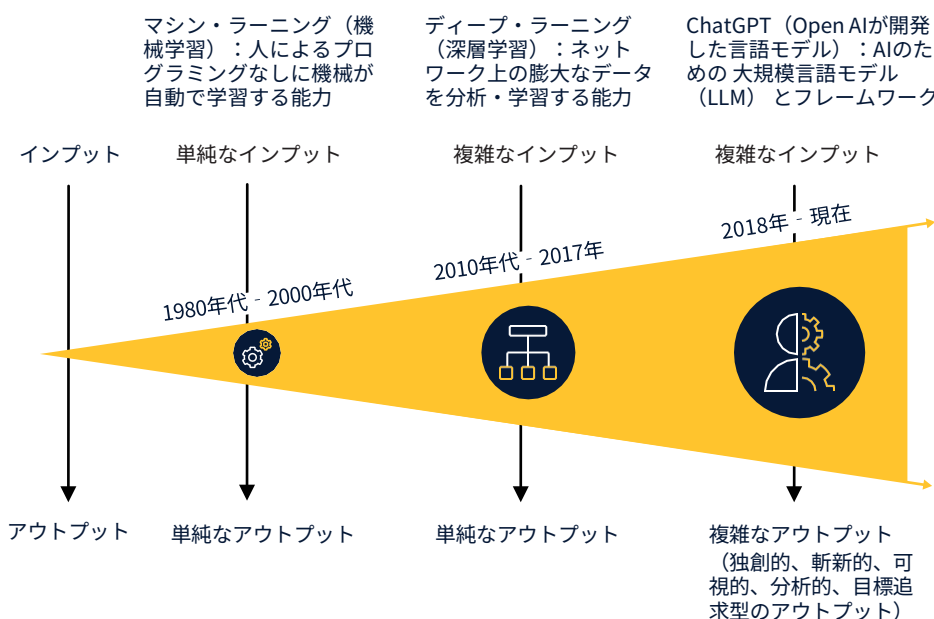 マシン・ラーニング（機
械学習）：人によるプロ
グラミングなしに機械が
自動で学習する能力
ディープ・ラーニング
（深層学習）：ネット
ワーク上の膨大なデータ
を分析・学習する能力
ChatGPT（Open AIが開発
した言語モデル）：AIのた
めの 大規模言語モデル
（LLM） とフレームワーク
インプット
単純なインプット
複雑なインプット
複雑なインプット
1980年代 - 2000年代
2010年代 - 2017年
2018年 - 現在
アウトプット
単純なアウトプット
単純なアウトプット
複雑なアウトプット
（独創的、斬新的、可
視的、分析的、目標追
求型のアウトプット）